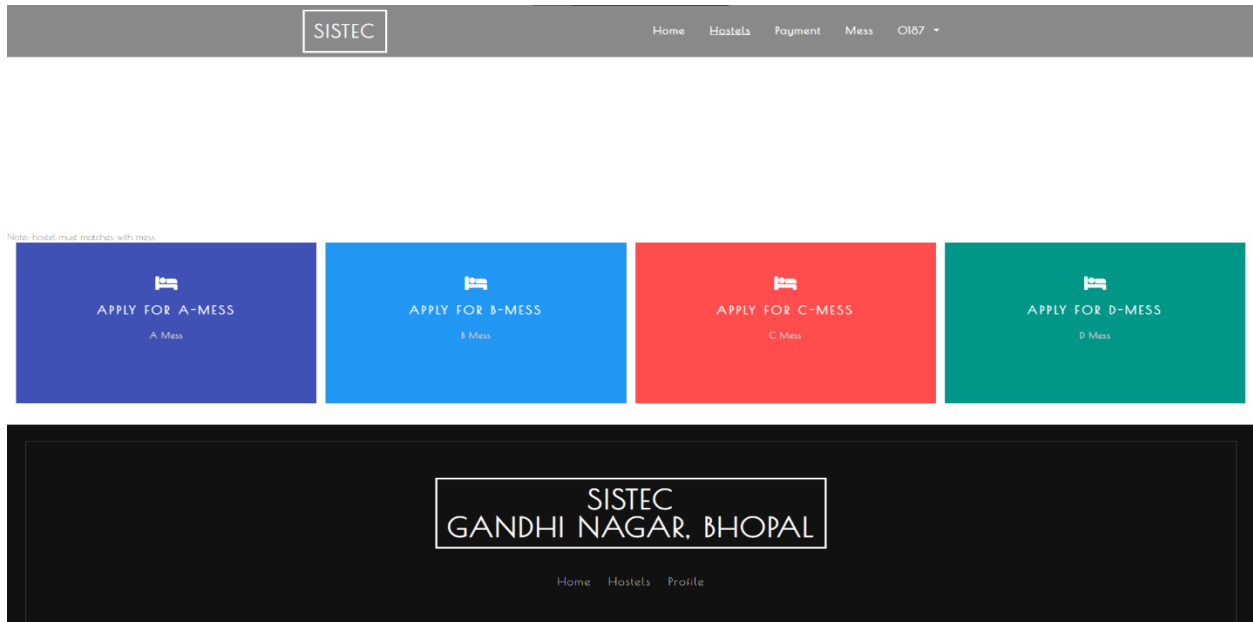 SISTEC
Home Hostels Payment Mess 0187
Note: hostel must matches with mess
APPLY FOR A-MESS
A Mess
APPLY FOR B-MESS
B Mess
APPLY FOR C-MESS
C Mess
APPLY FOR D-MESS
D Mess
SISTEC
GANDHI NAGAR, BHOPAL
Home Hostels Profile